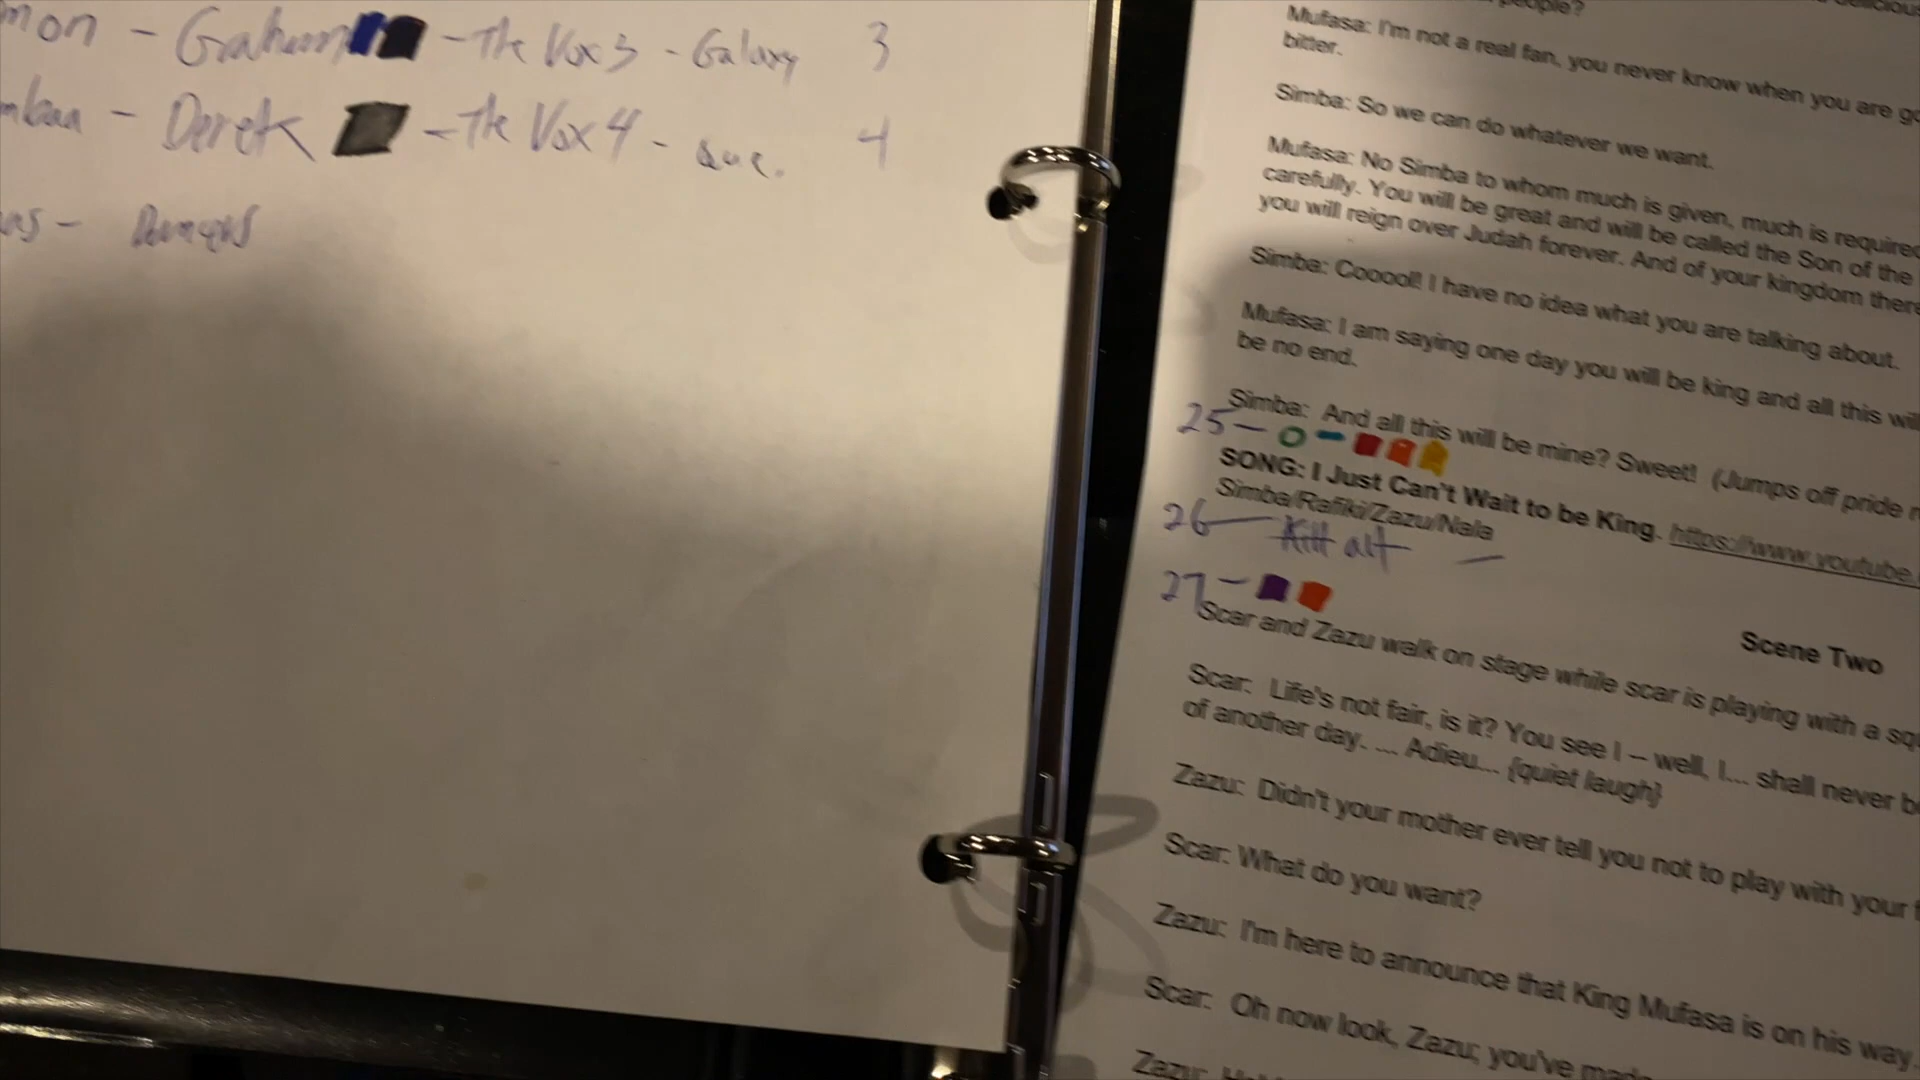 mon - Graham - The Vox 3 - Galaxy 3
- Derek - The Vox 4 - 4
people?
Mufasa: I'm not a real fan, you never know when you are
bitter.
Simba: So we can do whatever we want.
Mufasa: No Simba to whom much is given, much is required
carefully. You will be great and will be called the Son of the
you will reign over Judah forever. And of your kingdom there
Simba: Cooool! I have no idea what you are talking about.
Mufasa: I am saying one day you will be king and all this will
be no end.
Simba: And all this will be mine? Sweet! (Jumps off pride
25 -
SONG: I Just Can't Wait to be King. https://www.youtube.
Simba/Rafiki/Zazu/Nala
26 - Kill alt -
27 -
Scene Two
Scar and Zazu walk on stage while scar is playing with a
Scar: Life's not fair, is it? You see I -- well, I... shall never
of another day. ... Adieu... {quiet laugh}
Zazu: Didn't your mother ever tell you not to play with your
Scar: What do you want?
Zazu: I'm here to announce that King Mufasa is on his way.
Scar: Oh now look, Zazu; you've made
Zazu: